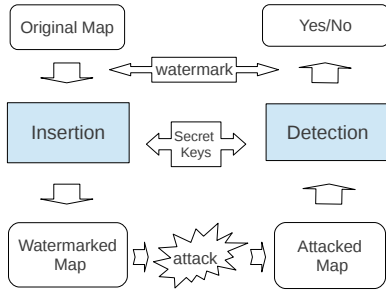 Original Map
Yes/No
watermark
Insertion
Secret
Keys
Detection
Watermarked
Map
attack
Attacked
Map